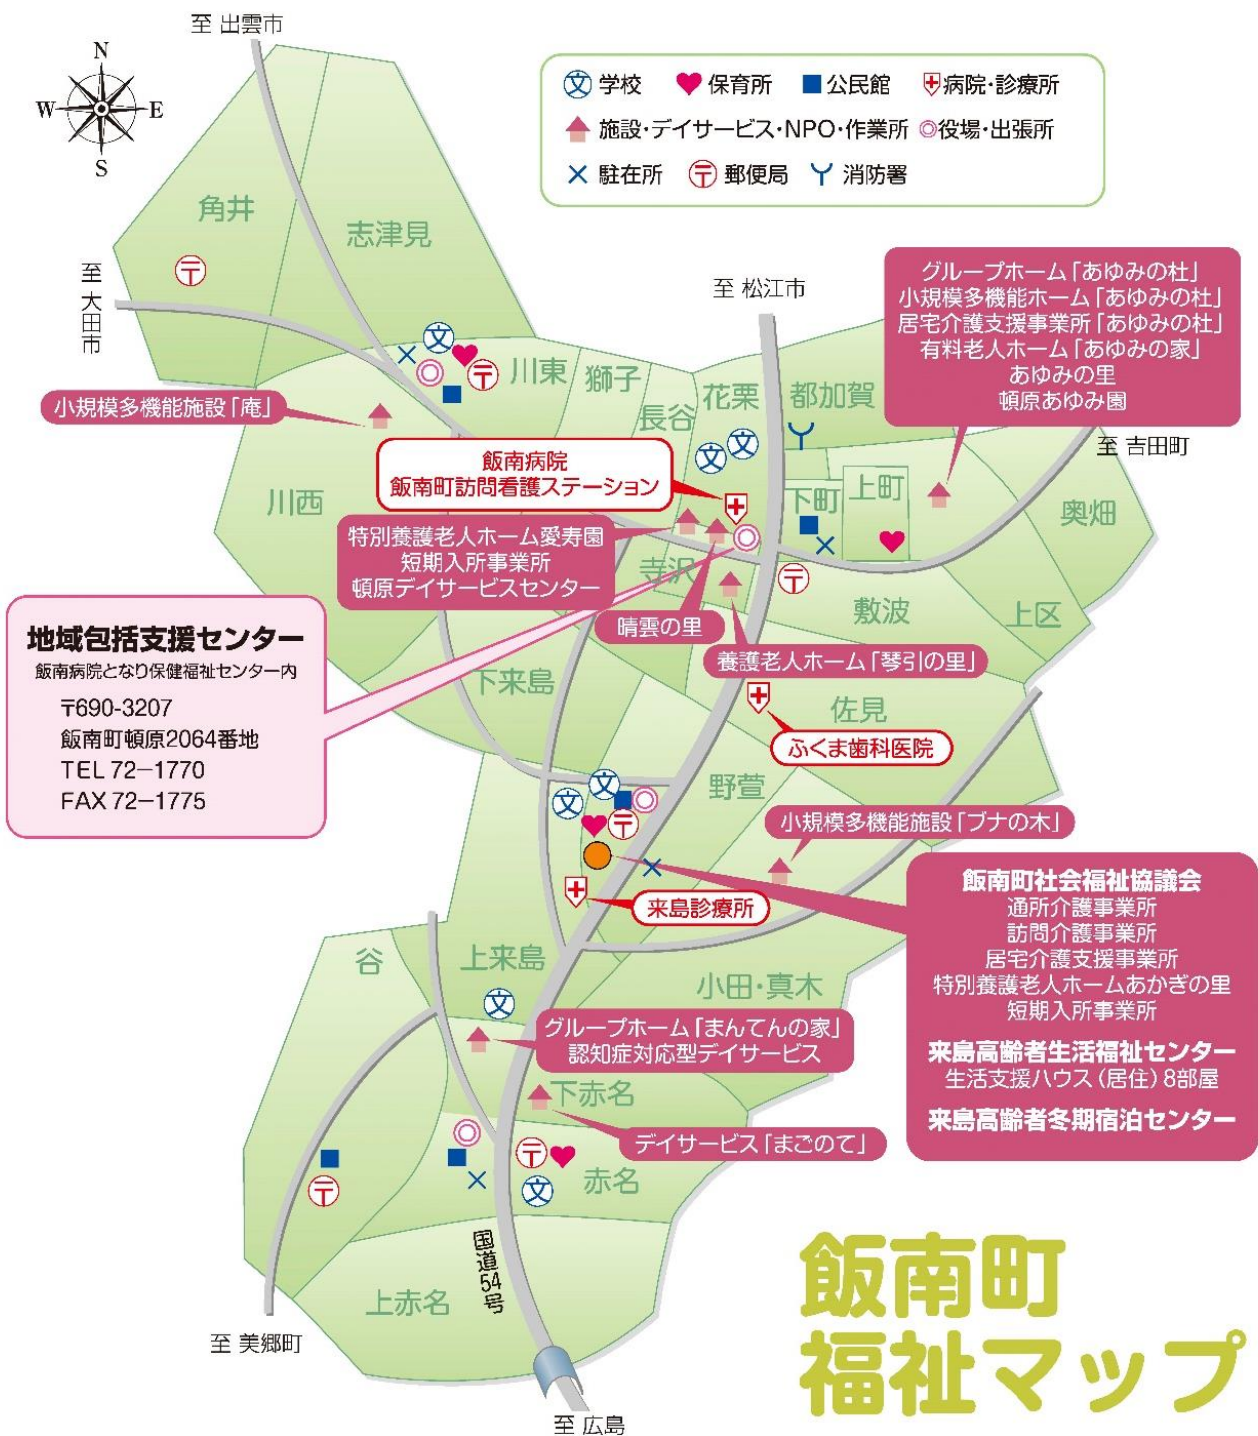 至 出雲市
N
W
E
S
文 学校
保育所
公民館
病院・診療所
施設・デイサービス・NPO・作業所
役場・出張所
駐在所
〒 郵便局
消防署
角井
志津見
〒
至 大田市
至 松江市
グループホーム「あゆみの杜」
小規模多機能ホーム「あゆみの杜」
居宅介護支援事業所「あゆみの杜」
有料老人ホーム「あゆみの家」
あゆみの里
頓原あゆみ園
文
〒
川東
獅子
長谷
花栗
都加賀
小規模多機能施設「庵」
至 吉田町
文
文
飯南病院
飯南町訪問看護ステーション
川西
下町
上町
奥畑
特別養護老人ホーム愛寿園
短期入所事業所
頓原デイサービスセンター
寺沢
〒
敷波
上区
晴雲の里
養護老人ホーム「琴引の里」
地域包括支援センター
飯南病院となり保健福祉センター内
〒690-3207
飯南町頓原2064番地
TEL 72−1770
FAX 72−1775
下来島
佐見
ふくま歯科医院
文
文
〒
野萱
小規模多機能施設「ブナの木」
来島診療所
飯南町社会福祉協議会
通所介護事業所
訪問介護事業所
居宅介護支援事業所
特別養護老人ホームあかぎの里
短期入所事業所
来島高齢者生活福祉センター
生活支援ハウス（居住）8部屋
来島高齢者冬期宿泊センター
谷
上来島
小田・真木
文
グループホーム「まんてんの家」
認知症対応型デイサービス
下赤名
デイサービス「まごのて」
〒
〒
文
赤名
国道54号
上赤名
至 美郷町
至 広島
飯南町
福祉マップ